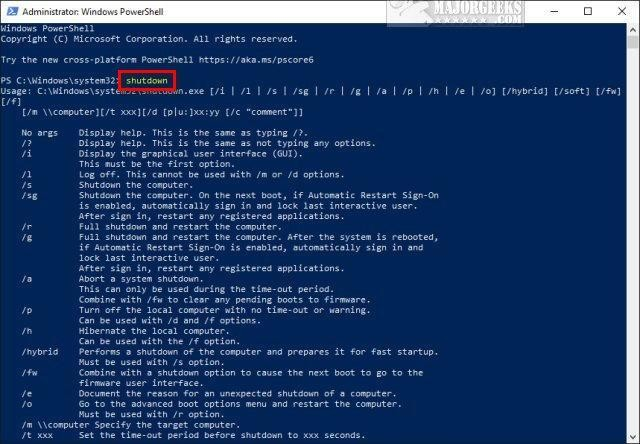 Administrator: Windows PowerShell
MAJORGEEKS
Windows PowerShell
Copyright (C) Microsoft Corporation. All rights reserved.
Try the new cross-platform PowerShell https://aka.ms/pscore6
PS C:\Windows\system32> shutdown
Usage: C:\Windows\system32\shutdown.exe [/i | /l | /s | /sg | /r | /g | /a | /p | /h | /e | /o] [/hybrid] [/soft] [/fw]
[/f]
[/m \\computer][/t xxx][/d [p|u:]xx:yy [/c "comment"]]
No args Display help. This is the same as typing /?.
/? Display help. This is the same as not typing any options.
/i Display the graphical user interface (GUI).
This must be the first option.
/l Log off. This cannot be used with /m or /d options.
/s Shutdown the computer.
/sg Shutdown the computer. On the next boot, if Automatic Restart Sign-On
is enabled, automatically sign in and lock last interactive user.
After sign in, restart any registered applications.
/r Full shutdown and restart the computer.
/g Full shutdown and restart the computer. After the system is rebooted,
if Automatic Restart Sign-On is enabled, automatically sign in and
lock last interactive user.
After sign in, restart any registered applications.
/a Abort a system shutdown.
This can only be used during the time-out period.
Combine with /fw to clear any pending boots to firmware.
/p Turn off the local computer with no time-out or warning.
Can be used with /d and /f options.
/h Hibernate the local computer.
Can be used with the /f option.
/hybrid Performs a shutdown of the computer and prepares it for fast startup.
Must be used with /s option.
/fw Combine with a shutdown option to cause the next boot to go to the
firmware user interface.
/e Document the reason for an unexpected shutdown of a computer.
/o Go to the advanced boot options menu and restart the computer.
Must be used with /r option.
/m \\computer Specify the target computer.
/t xxx Set the time-out period before shutdown to xxx seconds.